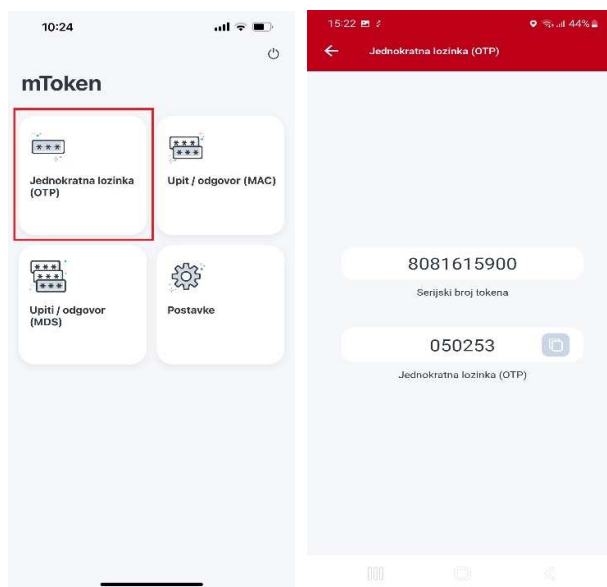 10:24
mToken
***
Jednokratna lozinka
(OTP)
***
***
Upit / odgovor (MAC)
***
***
***
Upiti / odgovor
(MDS)
Postavke
15:22
44%
Jednokratna lozinka (OTP)
8081615900
Serijski broj tokena
050253
Jednokratna lozinka (OTP)